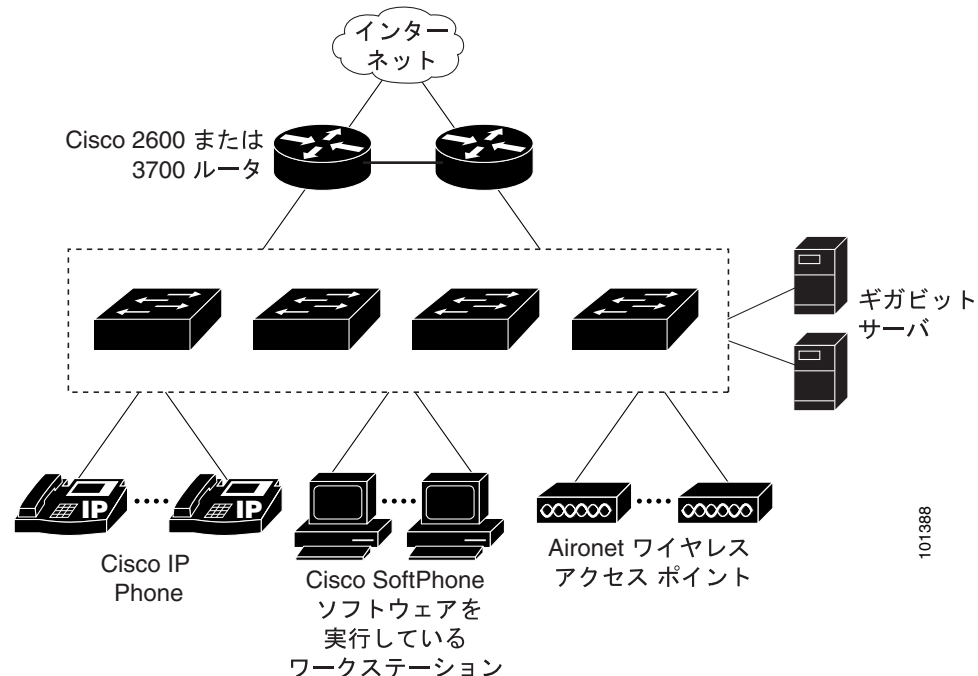 インター
ネット
Cisco 2600 または
3700 ルータ
ギガビット
サーバ
IP
IP
Cisco IP
Phone
Cisco SoftPhone
ソフトウェアを
実行している
ワークステーション
Aironet ワイヤレス
アクセス ポイント
101388